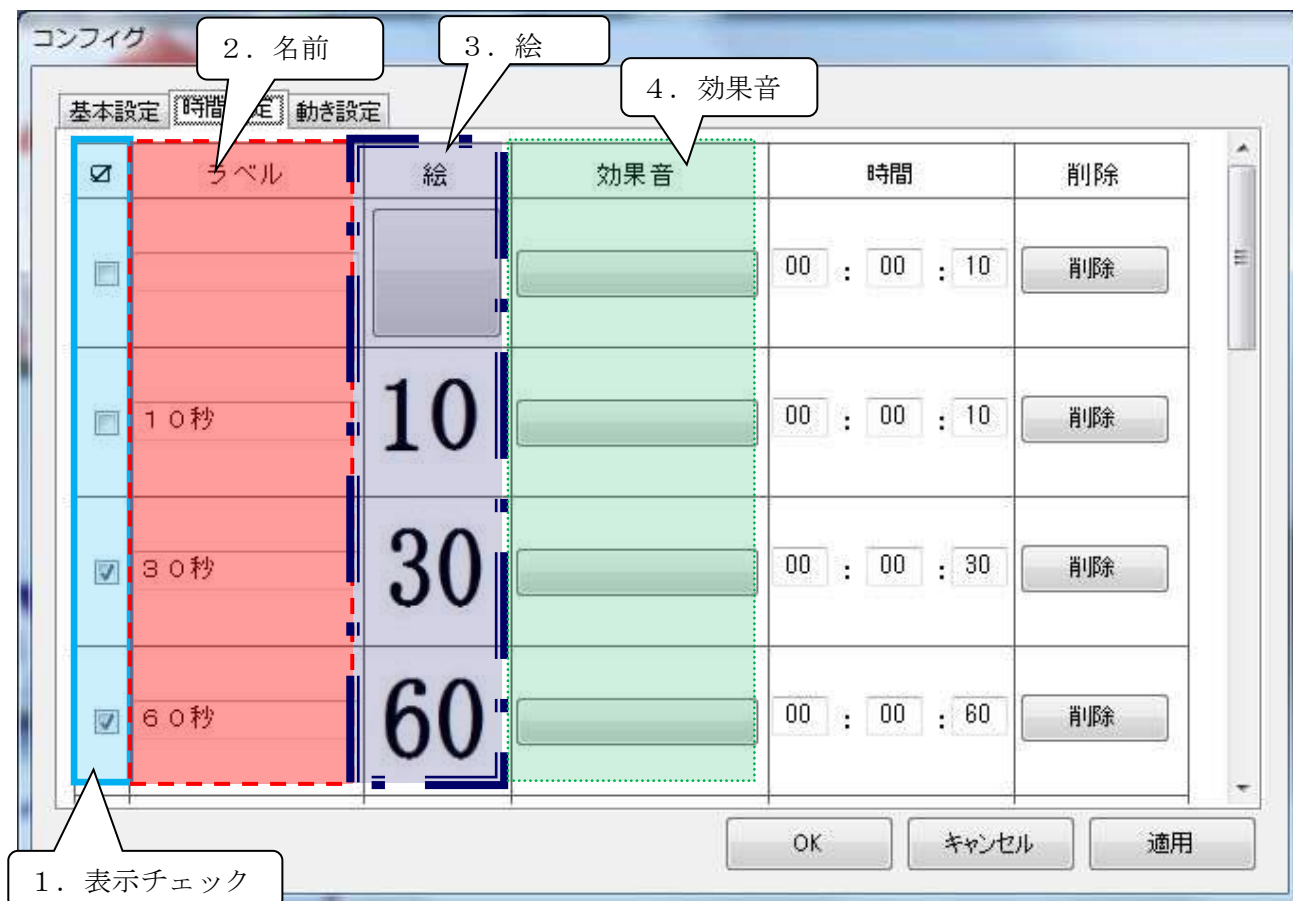 コンフィグ
2．名前
3．絵
4．効果音
基本設定 時間 定 動き設定
ラベル 絵 効果音 時間 削除
00 : 00 : 10 削除
10秒 10 00 : 00 : 10 削除
30秒 30 00 : 00 : 30 削除
60秒 60 00 : 00 : 60 削除
OK キャンセル 適用
1．表示チェック